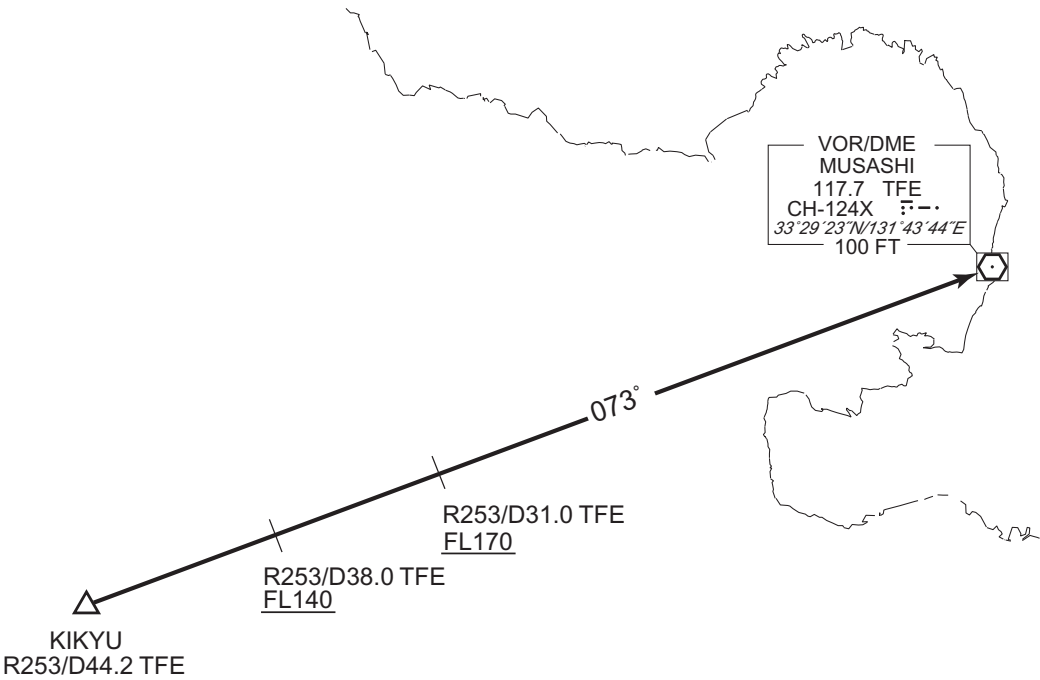 VOR/DME
MUSASHI
117.7 TFE
CH-124X
33°29′23″N/131°43′44″E
100 FT
073°
R253/D31.0 TFE
FL170
R253/D38.0 TFE
FL140
KIKYU
R253/D44.2 TFE